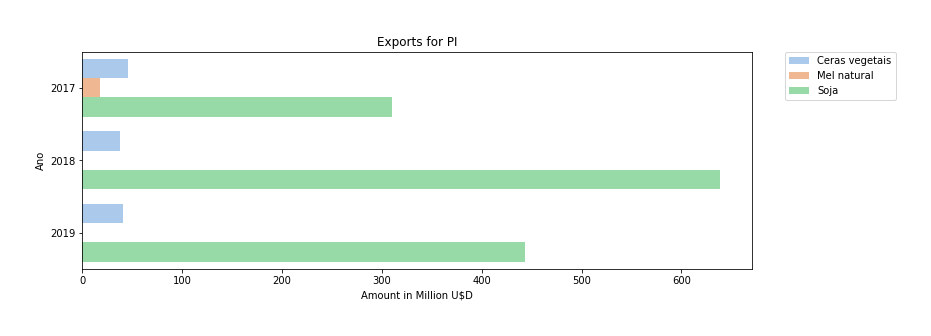 Exports for PI
Ceras vegetais
Mel natural
Soja
2017
2018
2019
Ano
0 100 200 300 400 500 600
Amount in Million U$D